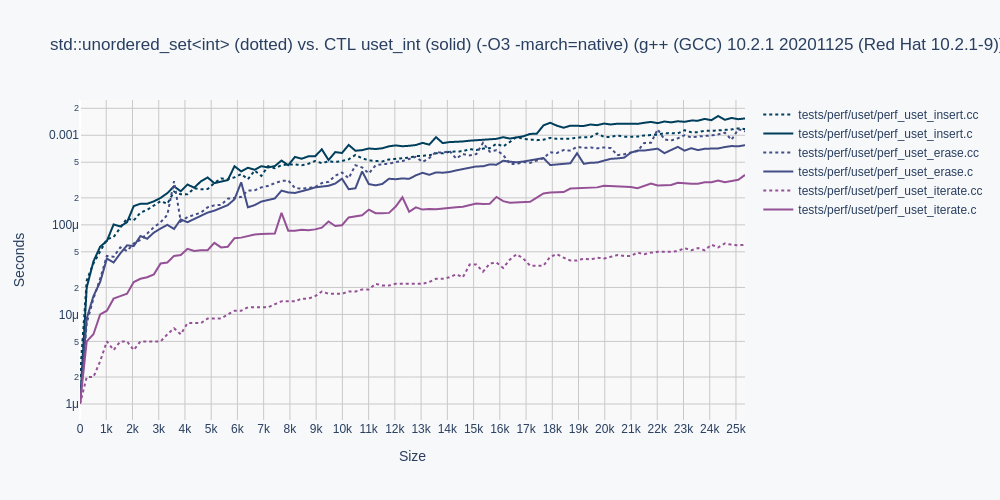 std::unordered_set<int> (dotted) vs. CTL uset_int (solid) (-O3 -march=native) (g++ (GCC) 10.2.1 20201125 (Red Hat 10.2.1-9))
2
0.001
5
2
100μ
5
2
10μ
5
2
1μ
Seconds
0 1k 2k 3k 4k 5k 6k 7k 8k 9k 10k 11k 12k 13k 14k 15k 16k 17k 18k 19k 20k 21k 22k 23k 24k 25k
Size
tests/perf/uset/perf_uset_insert.cc
tests/perf/uset/perf_uset_insert.c
tests/perf/uset/perf_uset_erase.cc
tests/perf/uset/perf_uset_erase.c
tests/perf/uset/perf_uset_iterate.cc
tests/perf/uset/perf_uset_iterate.c